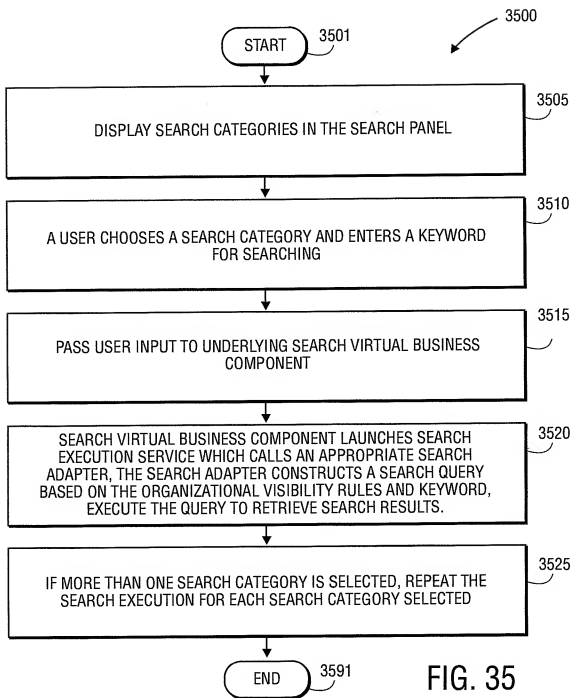 3500
START
3501
DISPLAY SEARCH CATEGORIES IN THE SEARCH PANEL
3505
A USER CHOOSES A SEARCH CATEGORY AND ENTERS A KEYWORD
FOR SEARCHING
3510
PASS USER INPUT TO UNDERLYING SEARCH VIRTUAL BUSINESS
COMPONENT
3515
SEARCH VIRTUAL BUSINESS COMPONENT LAUNCHES SEARCH
EXECUTION SERVICE WHICH CALLS AN APPROPRIATE SEARCH
ADAPTER, THE SEARCH ADAPTER CONSTRUCTS A SEARCH QUERY
BASED ON THE ORGANIZATIONAL VISIBILITY RULES AND KEYWORD,
EXECUTE THE QUERY TO RETRIEVE SEARCH RESULTS.
3520
IF MORE THAN ONE SEARCH CATEGORY IS SELECTED, REPEAT THE
SEARCH EXECUTION FOR EACH SEARCH CATEGORY SELECTED
3525
END
3591
FIG. 35